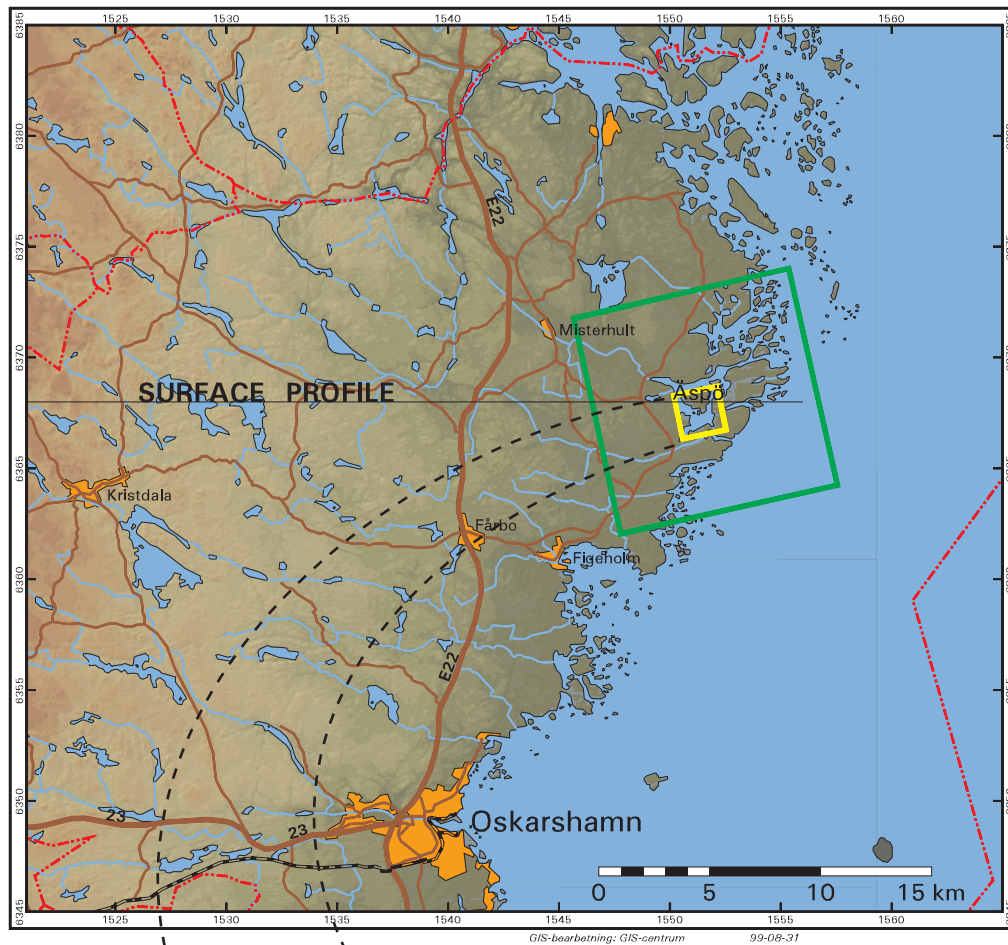 1525 1530 1535 1540 1545 1550 1555 1560
6385
6380
E22
6375
Misterhult
6370
SURFACE PROFILE
Äspö
6365
Kristdala
Fårbo
Figeholm
6360
E22
6355
6350
23
23
Oskarshamn
0 5 10 15 km
6345
1525 1530 1535 1540 1545 1550 1555 1560
GIS-bearbetning: GIS-centrum 99-08-31